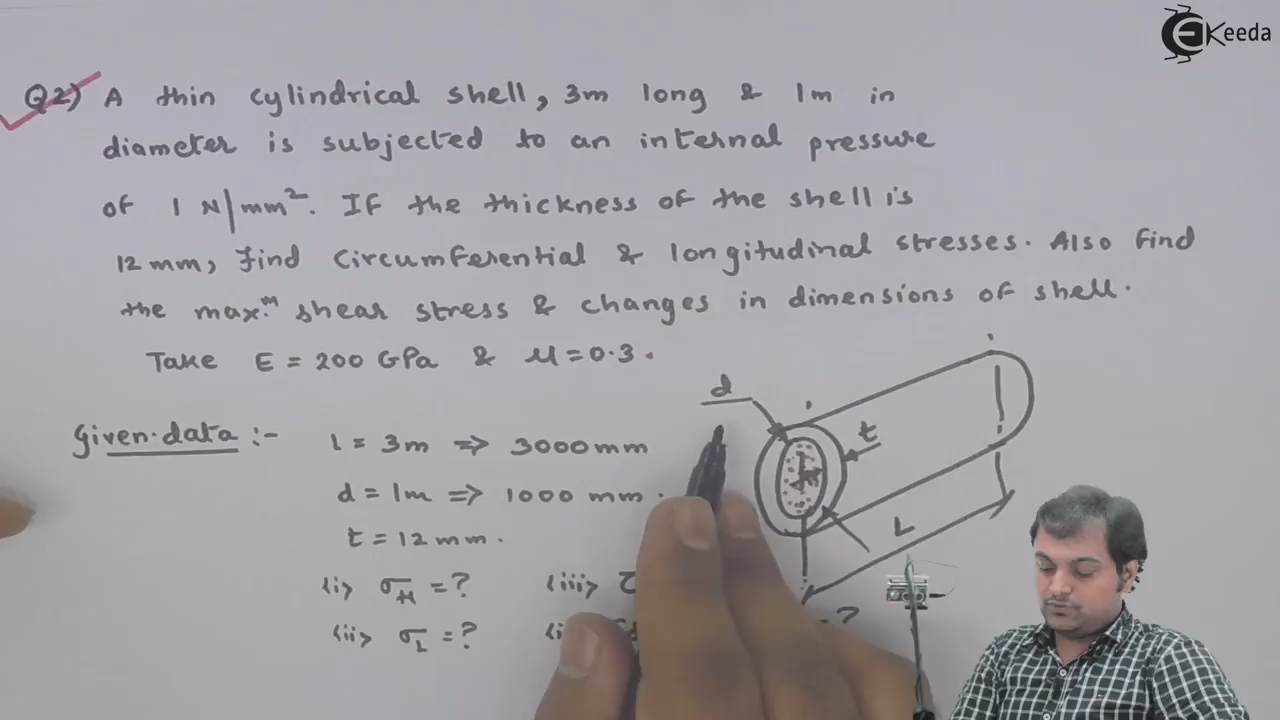 Keeda
Q2) A thin cylindrical shell, 3m long & 1m in
diameter is subjected to an internal pressure
of 1 N/mm². If the thickness of the shell is
12 mm, find circumferential & longitudinal stresses. Also find
the max.ᵐ shear stress & changes in dimensions of shell.
Take E = 200 GPa & μ = 0.3.
d
Given data :-
l = 3m => 3000 mm
t
d = 1m => 1000 mm.
L
t = 12 mm.
(i) σH = ?
(iii) τ
(ii) σL = ?
= ?